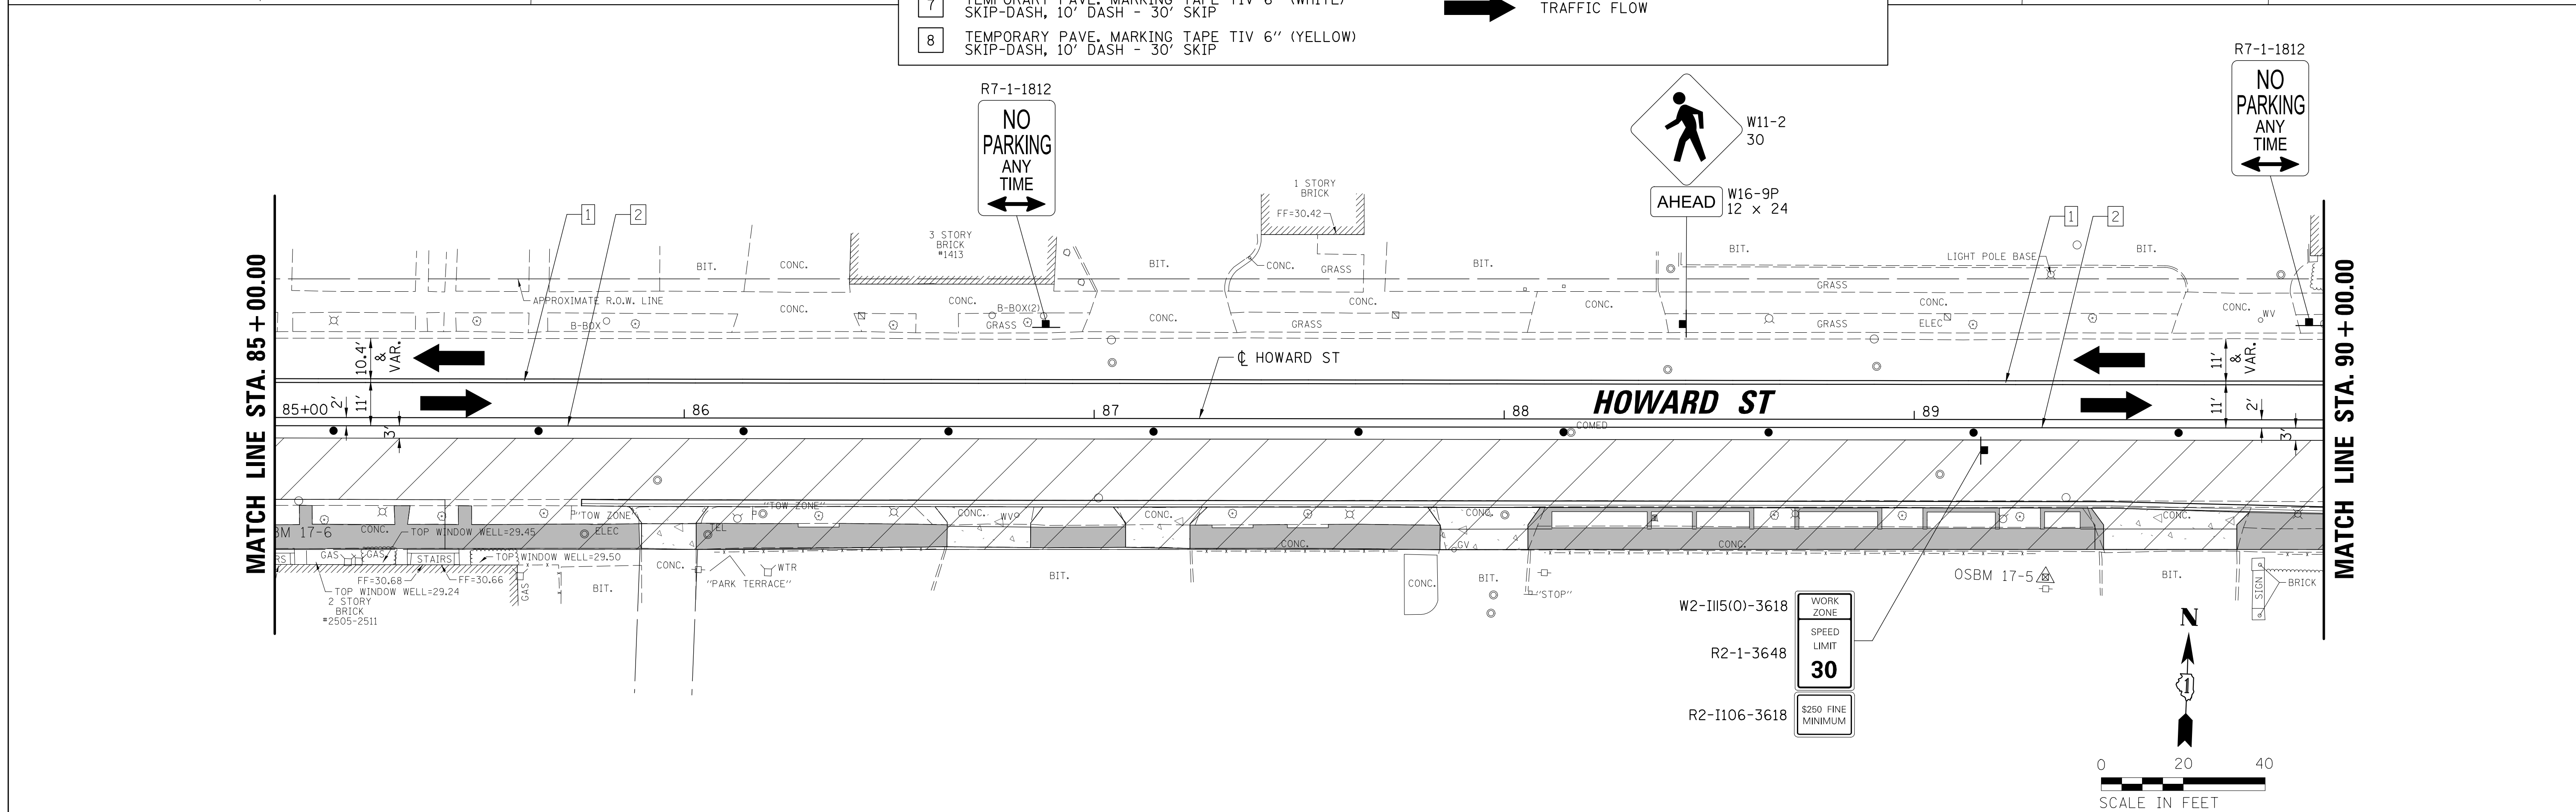 7
TEMPORARY PAVE. MARKING TAPE TIV 6" (WHITE)
SKIP-DASH, 10' DASH - 30' SKIP
TRAFFIC FLOW
8
TEMPORARY PAVE. MARKING TAPE TIV 6" (YELLOW)
SKIP-DASH, 10' DASH - 30' SKIP
R7-1-1812
NO
PARKING
ANY
TIME
W11-2
30
AHEAD
W16-9P
12 x 24
R7-1-1812
NO
PARKING
ANY
TIME
1
2
1
2
1 STORY
BRICK
FF=30.42
3 STORY
BRICK
#1413
MATCH LINE STA. 85+00.00
MATCH LINE STA. 90+00.00
BIT.
CONC.
BIT.
CONC.
GRASS
BIT.
BIT.
LIGHT POLE BASE
BIT.
APPROXIMATE R.O.W. LINE
CONC.
CONC.
B-BOX(2)
CONC.
CONC.
GRASS
CONC.
CONC.
B-BOX
GRASS
CONC.
GRASS
GRASS
ELEC
WV
10.4'
&
VAR.
11'
&
VAR.
℄ HOWARD ST
HOWARD ST
85+00
86
87
88
89
2'
11'
3'
11'
2'
3'
COMED
"TOW ZONE"
"TOW ZONE"
BM 17-6
CONC.
TOP WINDOW WELL=29.45
ELEC
TEL
CONC.
WV
CONC.
CONC.
CONC.
CONC.
GV
CONC.
RS
GAS
GAS
STAIRS
TOP WINDOW WELL=29.50
FF=30.68
FF=30.66
TOP WINDOW WELL=29.24
2 STORY
BRICK
#2505-2511
GAS
BIT.
CONC.
WTR
"PARK TERRACE"
BIT.
CONC.
BIT.
"STOP"
OSBM 17-5
BIT.
SIGN
BRICK
W2-I115(O)-3618
WORK
ZONE
R2-1-3648
SPEED
LIMIT
30
R2-I106-3618
$250 FINE
MINIMUM
N
1
0 20 40
SCALE IN FEET